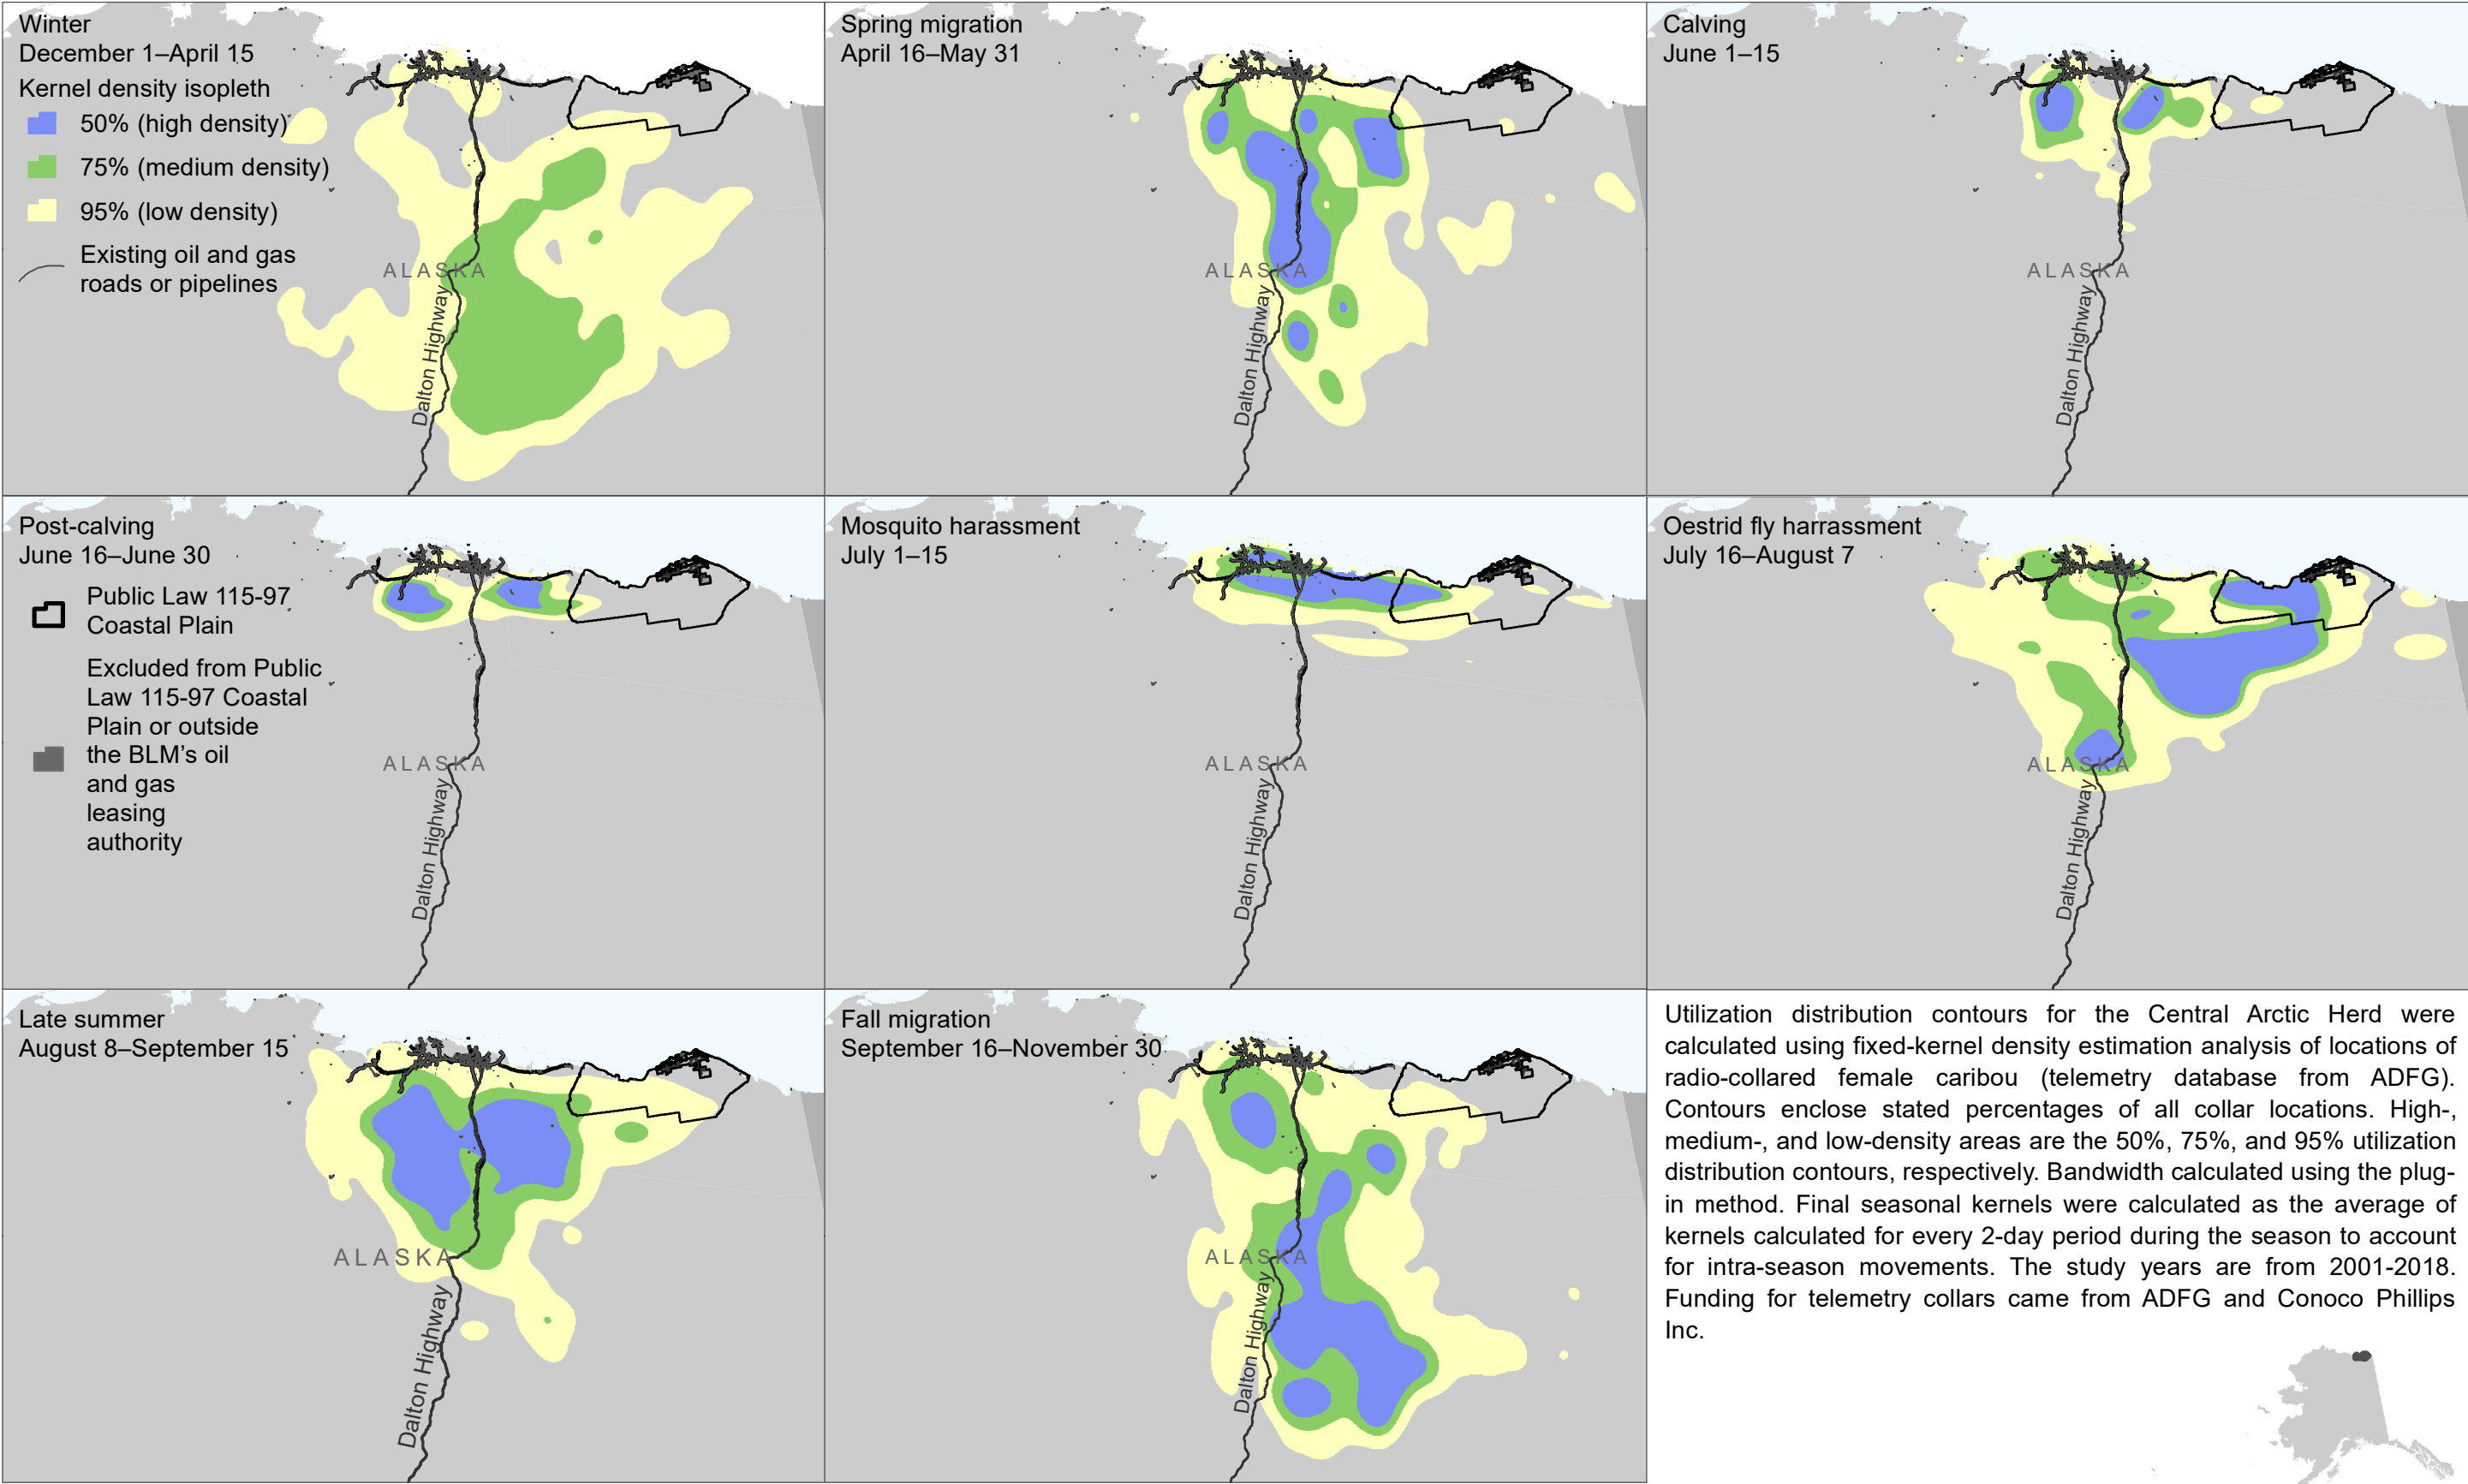 Winter
December 1–April 15
Kernel density isopleth
50% (high density)
75% (medium density)
95% (low density)
Existing oil and gas
roads or pipelines
ALASKA
Dalton Highway
Spring migration
April 16–May 31
ALASKA
Dalton Highway
Calving
June 1–15
ALASKA
Dalton Highway
Post-calving
June 16–June 30
Public Law 115-97
Coastal Plain
Excluded from Public
Law 115-97 Coastal
Plain or outside
the BLM’s oil
and gas
leasing
authority
ALASKA
Dalton Highway
Mosquito harassment
July 1–15
ALASKA
Dalton Highway
Oestrid fly harrassment
July 16–August 7
ALASKA
Dalton Highway
Late summer
August 8–September 15
ALASKA
Dalton Highway
Fall migration
September 16–November 30
ALASKA
Dalton Highway
Utilization distribution contours for the Central Arctic Herd were
calculated using fixed-kernel density estimation analysis of locations of
radio-collared female caribou (telemetry database from ADFG).
Contours enclose stated percentages of all collar locations. High-,
medium-, and low-density areas are the 50%, 75%, and 95% utilization
distribution contours, respectively. Bandwidth calculated using the plug-
in method. Final seasonal kernels were calculated as the average of
kernels calculated for every 2-day period during the season to account
for intra-season movements. The study years are from 2001-2018.
Funding for telemetry collars came from ADFG and Conoco Phillips
Inc.